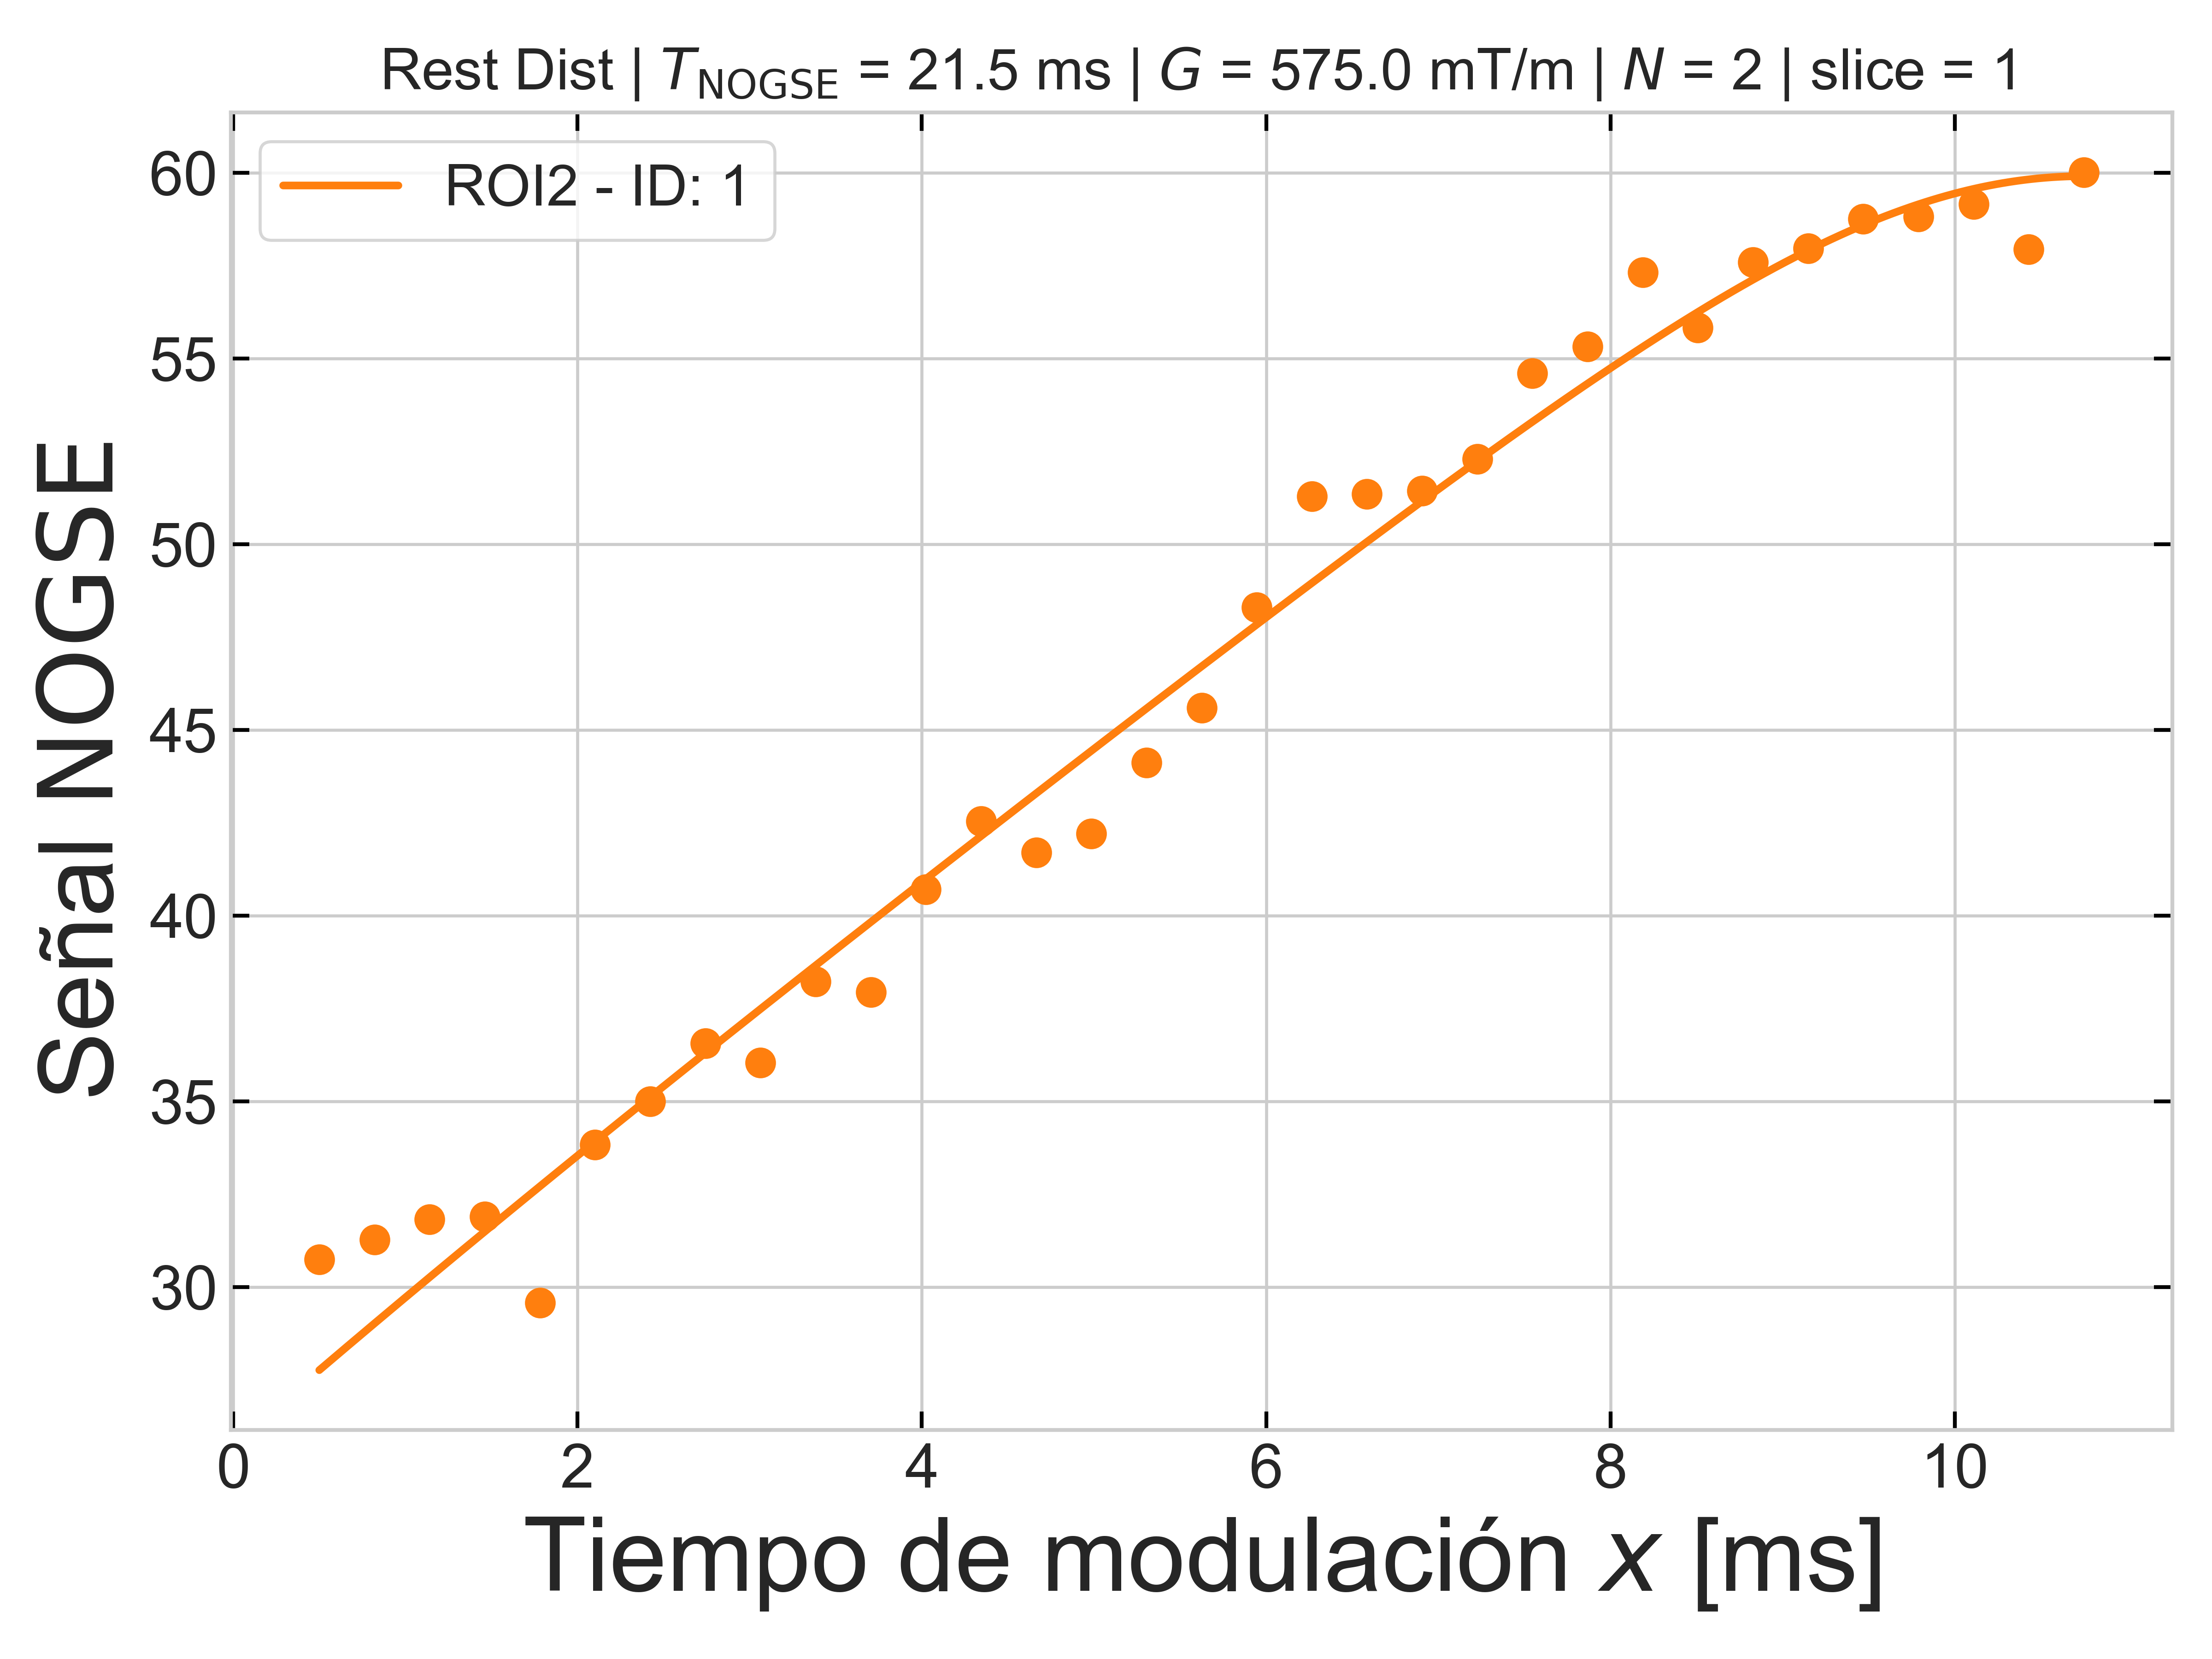 Rest Dist | T_NOGSE = 21.5 ms | G = 575.0 mT/m | N = 2 | slice = 1
ROI2 - ID: 1
Señal NOGSE
60
55
50
45
40
35
30
0 2 4 6 8 10
Tiempo de modulación x [ms]